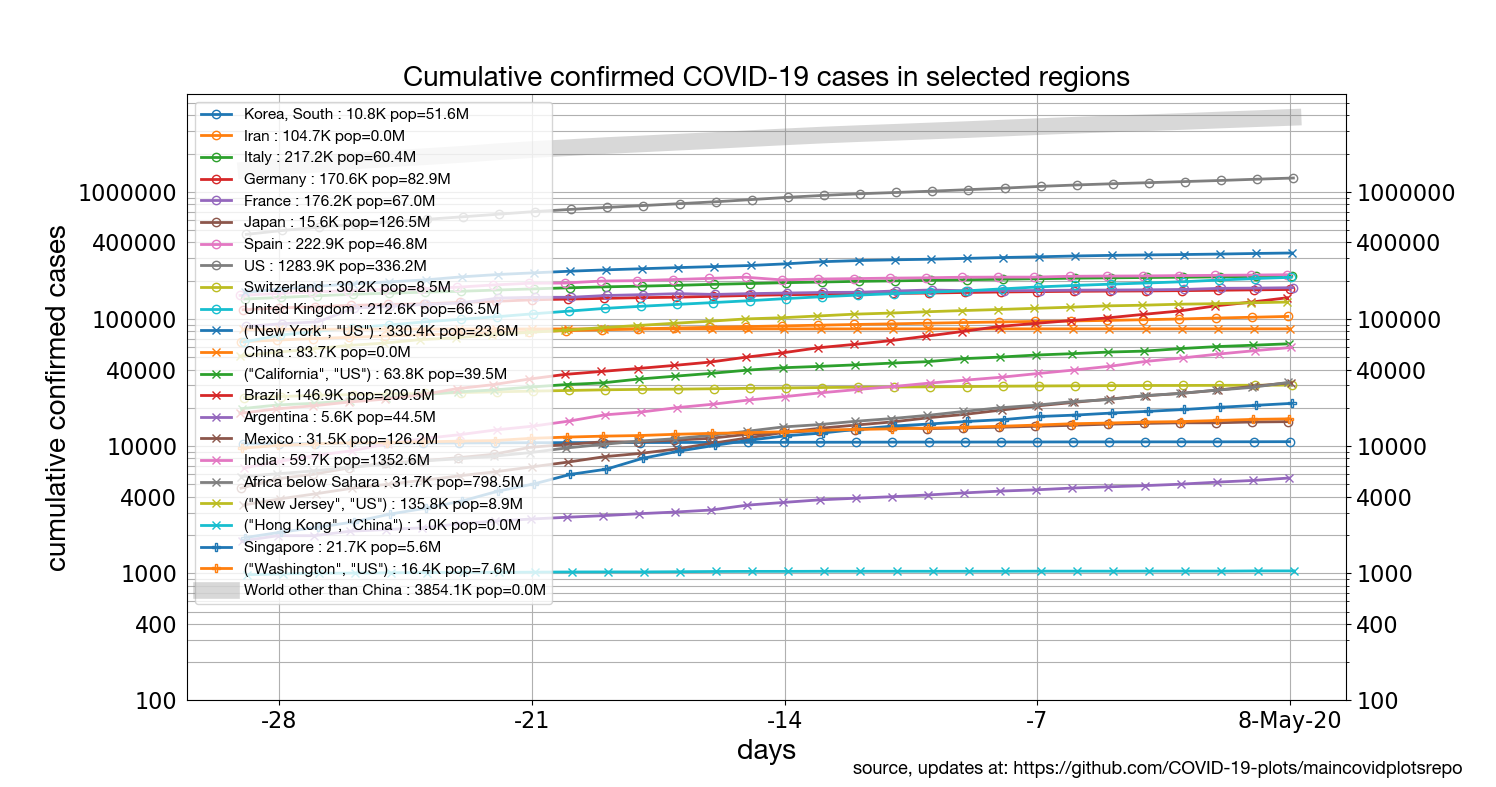 Cumulative confirmed COVID-19 cases in selected regions
Korea, South : 10.8K pop=51.6M
Iran : 104.7K pop=0.0M
Italy : 217.2K pop=60.4M
Germany : 170.6K pop=82.9M
France : 176.2K pop=67.0M
Japan : 15.6K pop=126.5M
Spain : 222.9K pop=46.8M
US : 1283.9K pop=336.2M
Switzerland : 30.2K pop=8.5M
United Kingdom : 212.6K pop=66.5M
("New York", "US") : 330.4K pop=23.6M
China : 83.7K pop=0.0M
("California", "US") : 63.8K pop=39.5M
Brazil : 146.9K pop=209.5M
Argentina : 5.6K pop=44.5M
Mexico : 31.5K pop=126.2M
India : 59.7K pop=1352.6M
Africa below Sahara : 31.7K pop=798.5M
("New Jersey", "US") : 135.8K pop=8.9M
("Hong Kong", "China") : 1.0K pop=0.0M
Singapore : 21.7K pop=5.6M
("Washington", "US") : 16.4K pop=7.6M
World other than China : 3854.1K pop=0.0M
cumulative confirmed cases
1000000
400000
100000
40000
10000
4000
1000
400
100
1000000
400000
100000
40000
10000
4000
1000
400
100
-28
-21
-14
-7
8-May-20
days
source, updates at: https://github.com/COVID-19-plots/maincovidplotsrepo